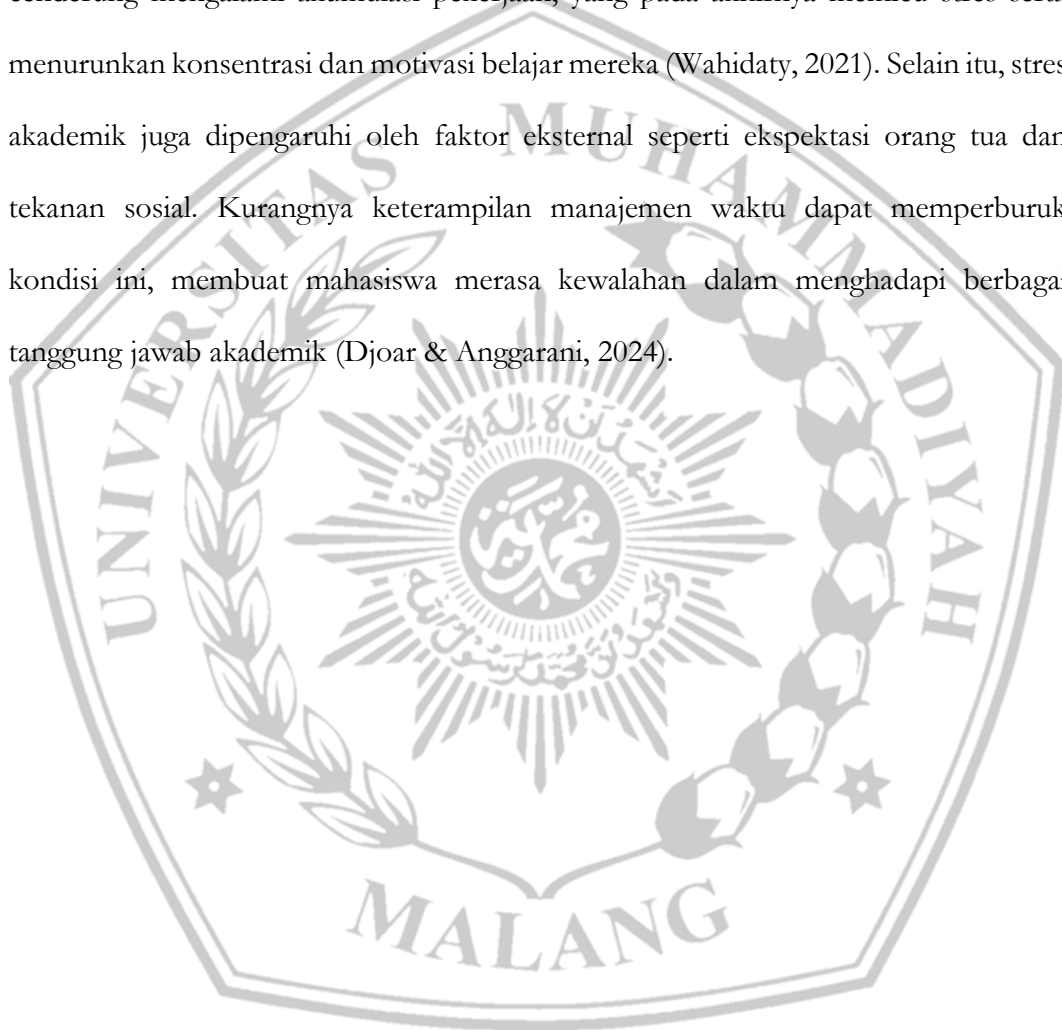 menurunkan konsentrasi dan motivasi belajar mereka (Wahidaty, 2021). Selain itu, stres
akademik juga dipengaruhi oleh faktor eksternal seperti ekspektasi orang tua dan
tekanan sosial. Kurangnya keterampilan manajemen waktu dapat memperburuk
kondisi ini, membuat mahasiswa merasa kewalahan dalam menghadapi
tanggung jawab akademik (Djoar & Anggarani, 2024).
UNIVERSITAS MUHAMMADIYAH
MALANG